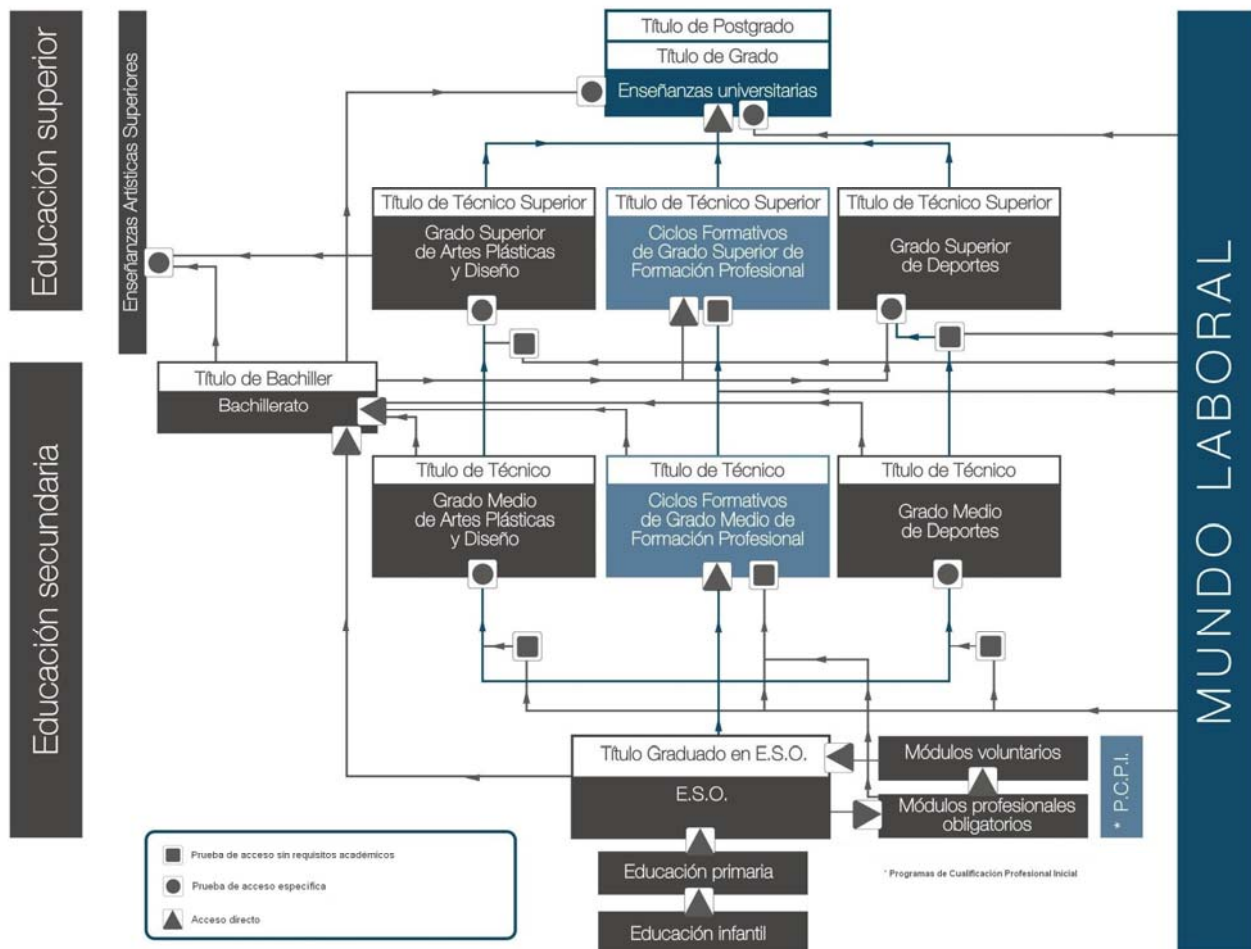 Educación superior
Enseñanzas Artísticas Superiores
Título de Postgrado
Título de Grado
Enseñanzas universitarias
Título de Técnico Superior
Grado Superior
de Artes Plásticas
y Diseño
Título de Técnico Superior
Ciclos Formativos
de Grado Superior de
Formación Profesional
Título de Técnico Superior
Grado Superior
de Deportes
MUNDO LABORAL
Educación secundaria
Título de Bachiller
Bachillerato
Título de Técnico
Grado Medio
de Artes Plásticas
y Diseño
Título de Técnico
Ciclos Formativos
de Grado Medio de
Formación Profesional
Título de Técnico
Grado Medio
de Deportes
Título Graduado en E.S.O.
E.S.O.
Módulos voluntarios
Módulos profesionales
obligatorios
* P.C.P.I.
Educación primaria
Educación infantil
* Programas de Cualificación Profesional Inicial
Prueba de acceso sin requisitos académicos
Prueba de acceso específica
Acceso directo